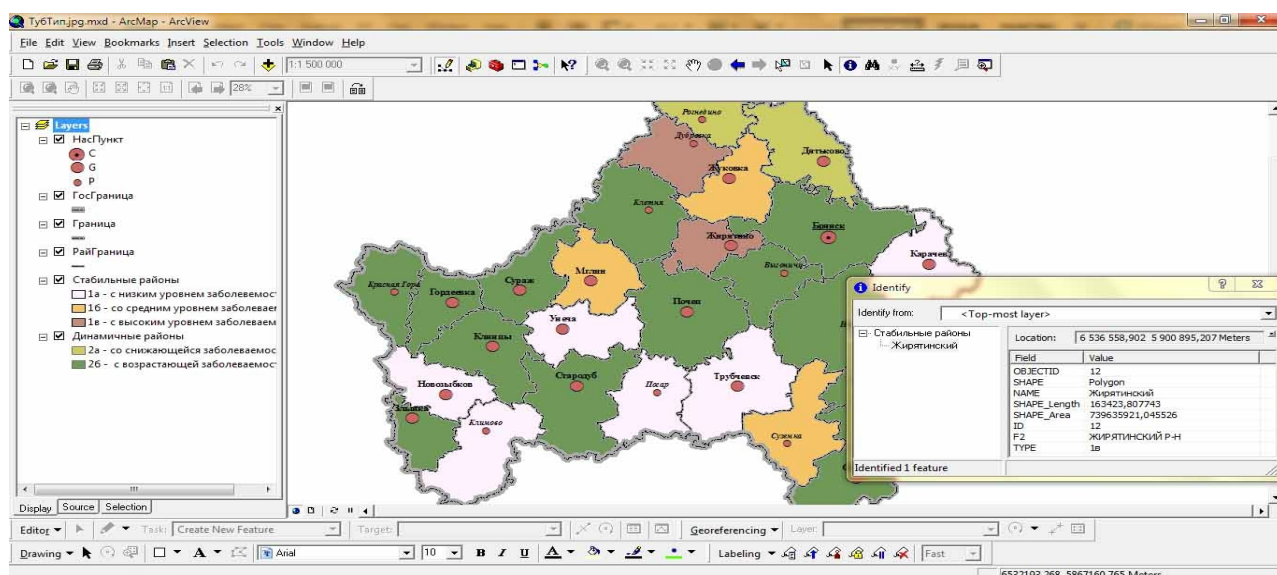 ТубТип.jpg.mxd - ArcMap - ArcView
File Edit View Bookmarks Insert Selection Tools Window Help
1:1 500 000
28%
Layers
НасПункт
C
G
P
ГосГраница
Граница
РайГраница
Стабильные районы
1а - с низким уровнем заболевемос
1б - со средним уровнем заболевае
1в - с высоким уровнем заболеваем
Динамичные районы
2а - со снижающейся заболеваемос
2б - с возрастающей заболеваемос
Display Source Selection
Рогнедино
Дубровка
Дятьково
Жуковка
Клетня
Жирятино
Брянск
Карачев
Выгоничи
Мглин
Сураж
Красная Гора
Гордеевка
Почеп
Унеча
Клинцы
Новозыбков
Стародуб
Погар
Трубчевск
Злынка
Климово
Суземка
Identify
Identify from: <Top-most layer>
Стабильные районы
Жирятинский
Location: 6 536 558,902 5 900 895,207 Meters
Field Value
OBJECTID 12
SHAPE Polygon
NAME Жирятинский
SHAPE_Length 163423,807743
SHAPE_Area 739635921,045526
ID 12
F2 ЖИРЯТИНСКИЙ Р-Н
TYPE 1в
Identified 1 feature
Editor Task: Create New Feature Target: Georeferencing Layer:
Drawing A Arial 10 B I U A Labeling Fast
6532193,268 5867160,765 Meters